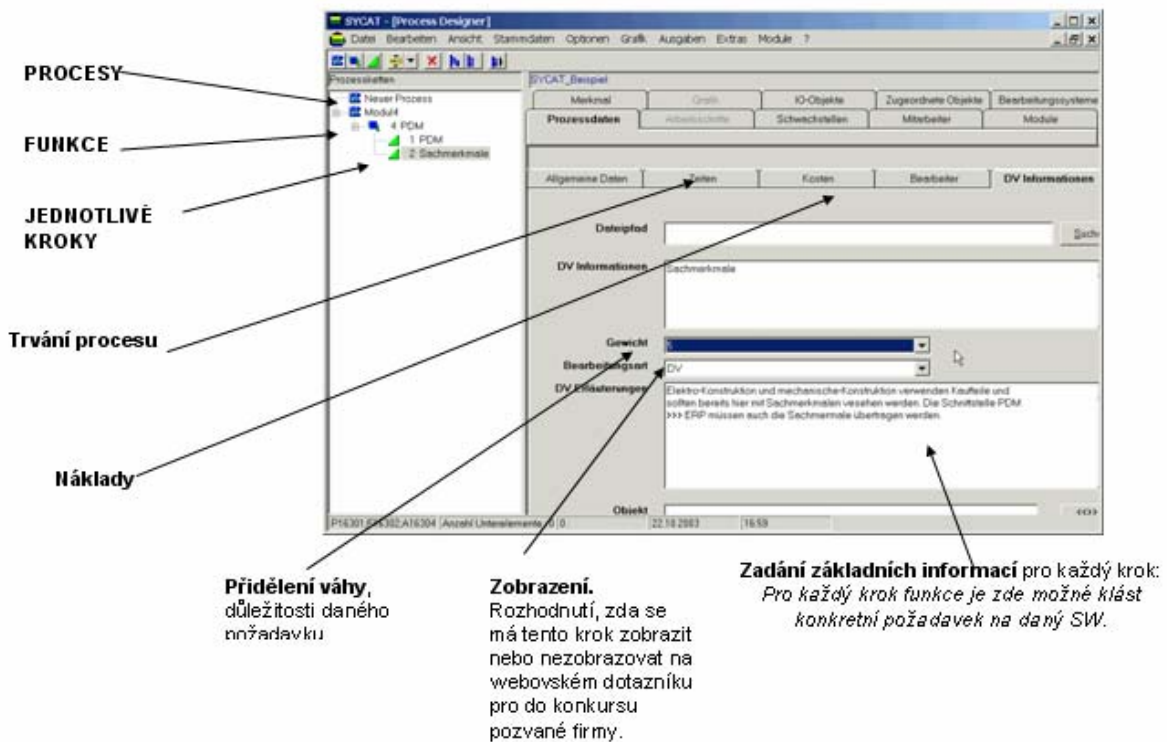 SYCAT - [Process Designer]
Datei Bearbeiten Ansicht Stammdaten Optionen Grafik Ausgaben Extras Module ?
Prozessketten
SYCAT_Beispiel
Neuer Prozess
Modul4
4 PDM
1 PDM
2 Sachmerkmale
Merkmal Grafik IO-Objekte Zugeordnete Objekte Bearbeitungssysteme
Prozessdaten Arbeitsschritte Schwachstellen Mitarbeiter Module
Allgemeine Daten Zeiten Kosten Bearbeiter DV Informationen
Dateipfad
Such
DV Informationen
Sachmerkmale
Gewicht
Bearbeitungsart
DV
DV Erläuterungen
Elektro-Konstruktion und mechanische-Konstruktion verwenden Kaufteile und
sollten bereits hier mit Sachmerkmalen vesehen werden. Die Schnittstelle PDM
>>> ERP müssen auch die Sachmermale übertragen werden.
Objekt
<<>>
Anzahl Unterelemente 0 0
22.10.2003
16:59
PROCESY
FUNKCE
JEDNOTLIVÉ
KROKY
Trvání procesu
Náklady
Přidělení váhy,
důležitosti daného
požadavku
Zobrazení.
Rozhodnutí, zda se
má tento krok zobrazit
nebo nezobrazovat na
webovském dotazníku
pro do konkursu
pozvané firmy.
Zadání základních informací pro každý krok:
Pro každý krok funkce je zde možné klást
konkretní požadavek na daný SW.